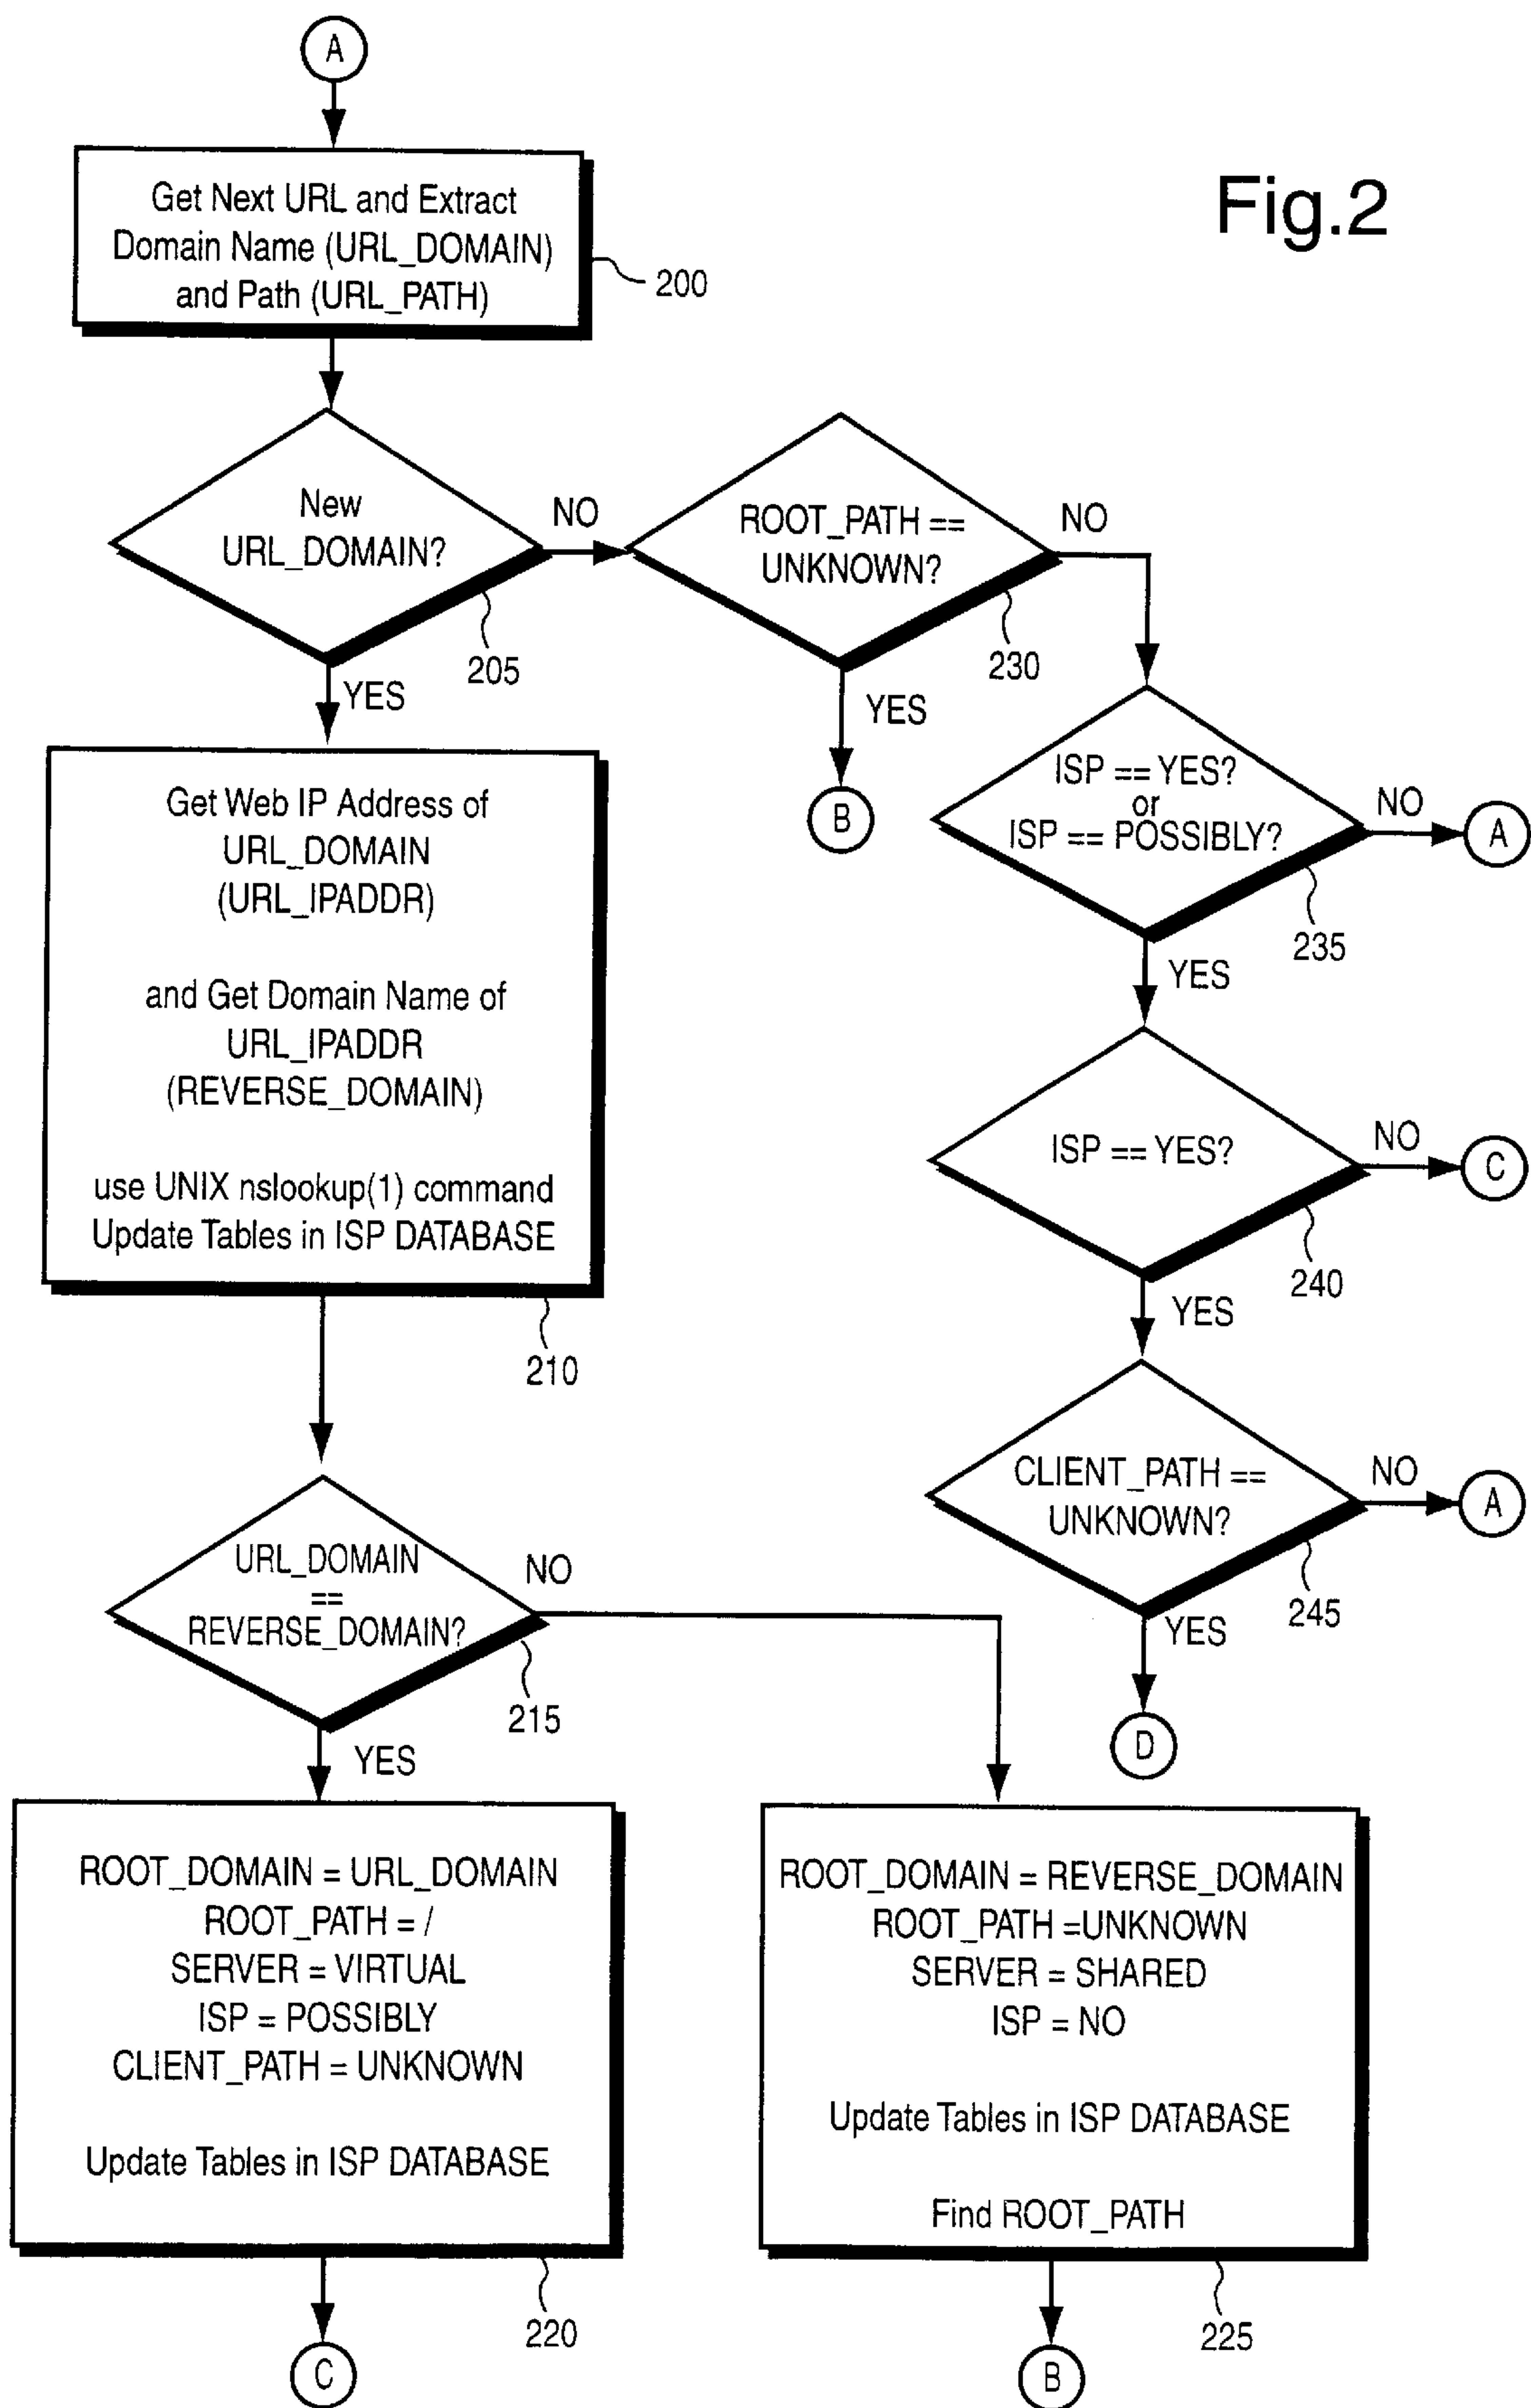 A
Fig.2
Get Next URL and Extract
Domain Name (URL_DOMAIN)
and Path (URL_PATH)
200
New
URL_DOMAIN?
NO
205
YES
ROOT_PATH ==
UNKNOWN?
NO
230
YES
B
ISP == YES?
or
ISP == POSSIBLY?
NO
A
235
YES
ISP == YES?
NO
C
240
YES
CLIENT_PATH ==
UNKNOWN?
NO
A
245
YES
D
Get Web IP Address of
URL_DOMAIN
(URL_IPADDR)
and Get Domain Name of
URL_IPADDR
(REVERSE_DOMAIN)
use UNIX nslookup(1) command
Update Tables in ISP DATABASE
210
URL_DOMAIN
==
REVERSE_DOMAIN?
NO
215
YES
ROOT_DOMAIN = URL_DOMAIN
ROOT_PATH = /
SERVER = VIRTUAL
ISP = POSSIBLY
CLIENT_PATH = UNKNOWN
Update Tables in ISP DATABASE
220
C
ROOT_DOMAIN = REVERSE_DOMAIN
ROOT_PATH =UNKNOWN
SERVER = SHARED
ISP = NO
Update Tables in ISP DATABASE
Find ROOT_PATH
225
B